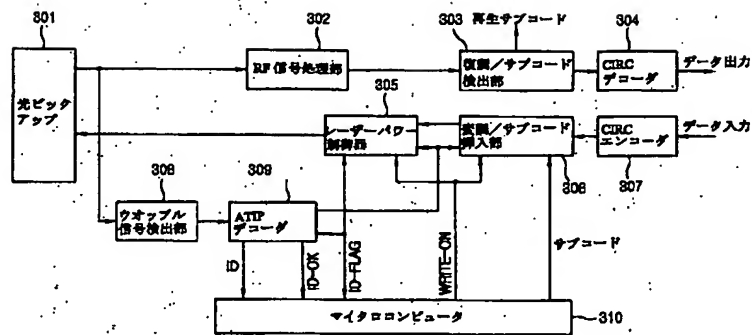 301
302
303
再生サブコード
304
光ピック
アップ
RF信号処理部
復調／サブコード
検出部
CIRC
デコーダ
データ出力
305
レーザーパワー
制御器
変調／サブコード
挿入部
CIRC
エンコーダ
データ入力
306
307
308
309
ウオッブル
信号検出部
ATIP
デコーダ
ID
ID-OK
ID-FLAG
WRITE-ON
サブコード
マイクロコンピュータ
310